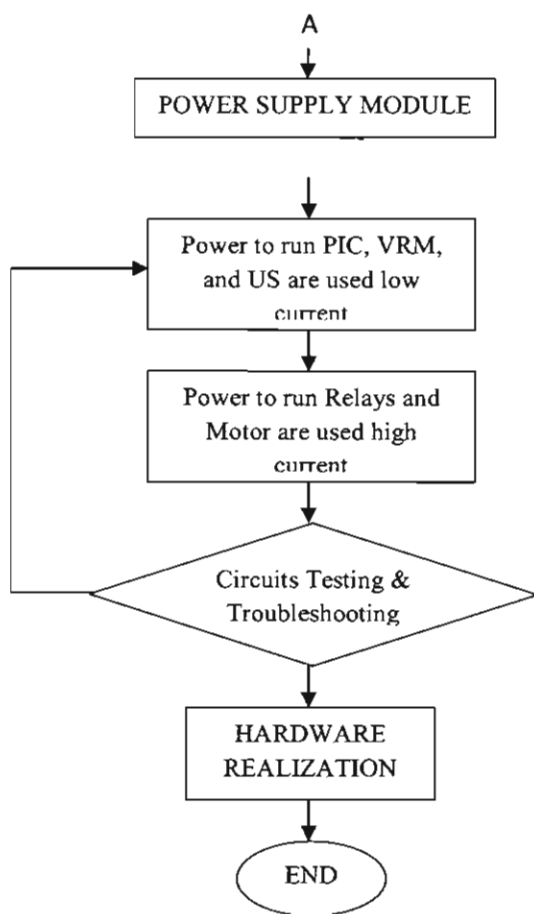 A
POWER SUPPLY MODULE
Power to run PIC, VRM,
and US are used low
current
Power to run Relays and
Motor are used high
current
Circuits Testing &
Troubleshooting
HARDWARE
REALIZATION
END